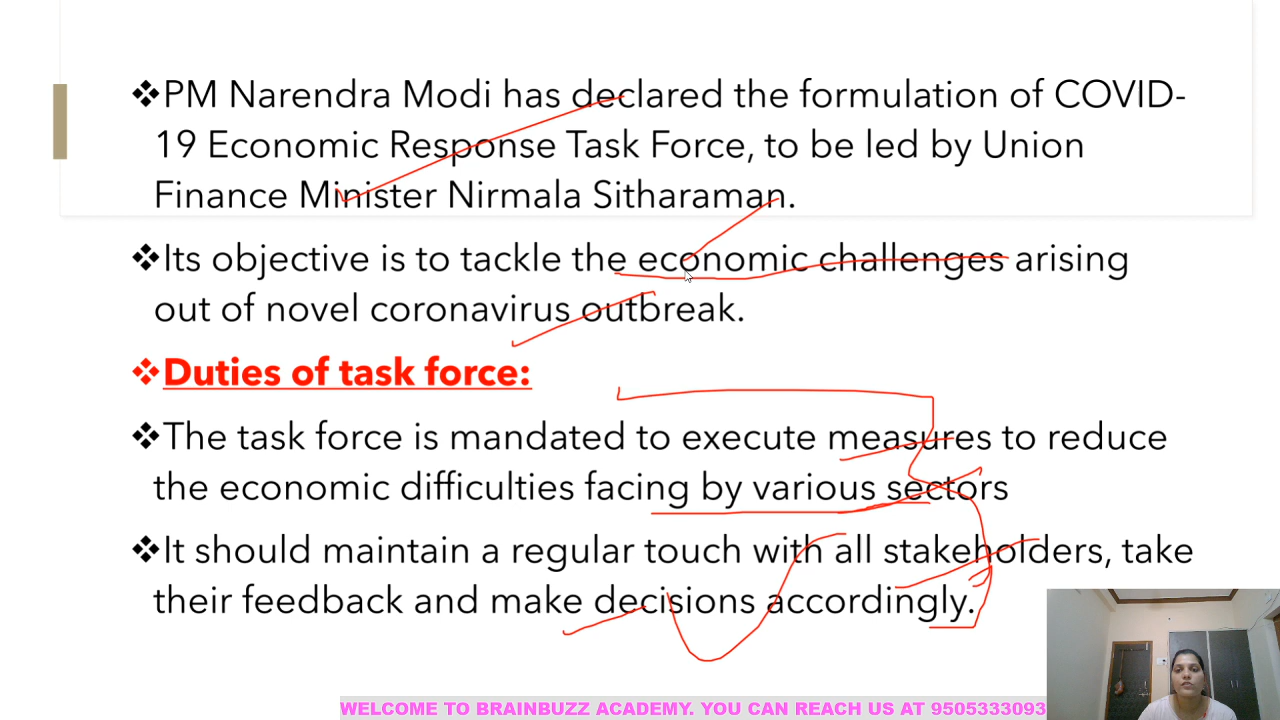 ❖PM Narendra Modi has declared the formulation of COVID-
19 Economic Response Task Force, to be led by Union
Finance Minister Nirmala Sitharaman.
❖Its objective is to tackle the economic challenges arising
out of novel coronavirus outbreak.
❖Duties of task force:
❖The task force is mandated to execute measures to reduce
the economic difficulties facing by various sectors
❖It should maintain a regular touch with all stakeholders, take
their feedback and make decisions accordingly.
WELCOME TO BRAINBUZZ ACADEMY. YOU CAN REACH US AT 9505333093